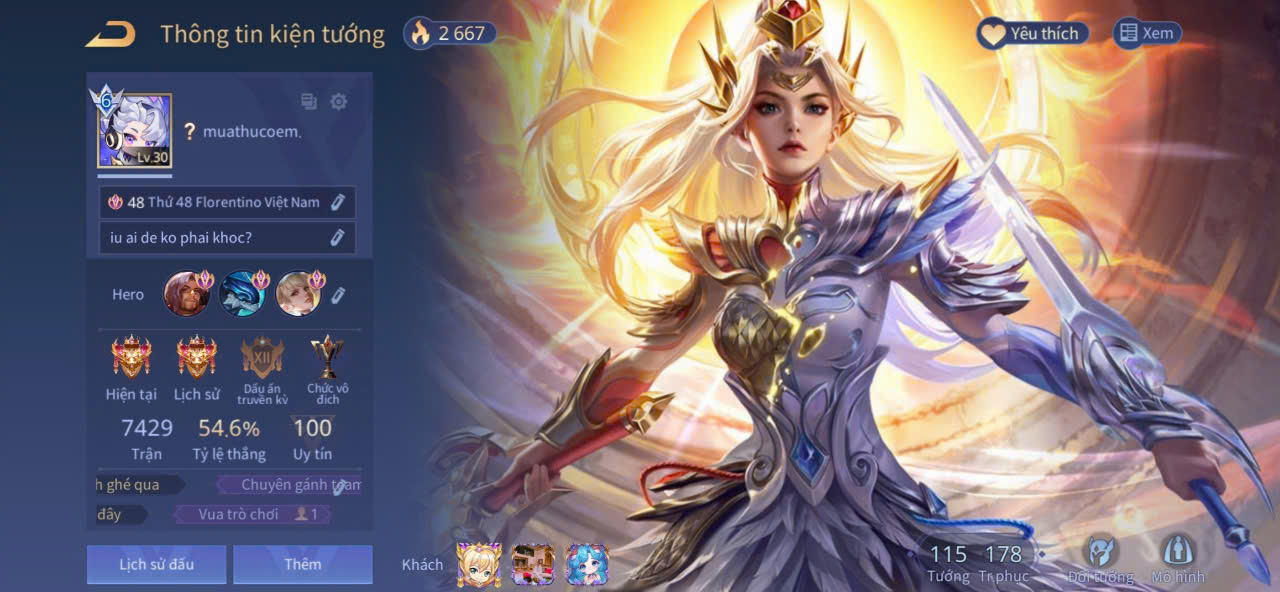 Thông tin kiện tướng
2 667
Yêu thích
Xem
6
Lv.30
? muathucoem.
48 Thứ 48 Florentino Việt Nam
iu ai de ko phai khoc?
Hero
XII
Hiện tại
Lịch sử
Dấu ấn truyền kỳ
Chức vô địch
7429
54.6%
100
Trận
Tỷ lệ thắng
Uy tín
h ghé qua
Chuyên gánh team
đây
Vua trò chơi
1
Lịch sử đấu
Thêm
Khách
115
178
Tướng
Tr.phục
Đổi tướng
Mô hình